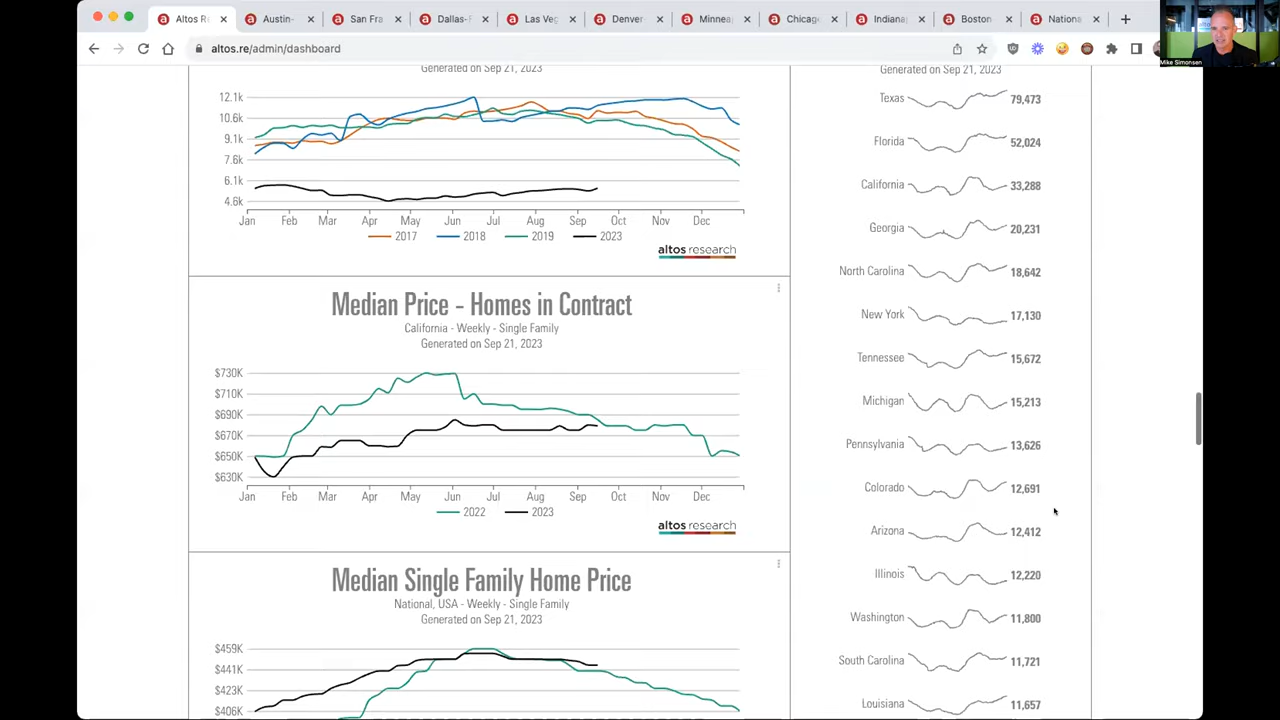 Altos Re
Austin-
San Fra
Dallas-F
Las Veg
Denver-
Minneap
Chicago
Indianap
Boston
Nationa
altos.re/admin/dashboard
Mike Simonsen
Generated on Sep 21, 2023
12.1k
10.6k
9.1k
7.6k
6.1k
4.6k
Jan Feb Mar Apr May Jun Jul Aug Sep Oct Nov Dec
2017 2018 2019 2023
altos research
Median Price - Homes in Contract
California - Weekly - Single Family
Generated on Sep 21, 2023
$730K
$710K
$690K
$670K
$650K
$630K
Jan Feb Mar Apr May Jun Jul Aug Sep Oct Nov Dec
2022 2023
altos research
Median Single Family Home Price
National, USA - Weekly - Single Family
Generated on Sep 21, 2023
$459K
$441K
$423K
$406K
Generated on Sep 21, 2023
Texas 79,473
Florida 52,024
California 33,288
Georgia 20,231
North Carolina 18,642
New York 17,130
Tennessee 15,672
Michigan 15,213
Pennsylvania 13,626
Colorado 12,691
Arizona 12,412
Illinois 12,220
Washington 11,800
South Carolina 11,721
Louisiana 11,657